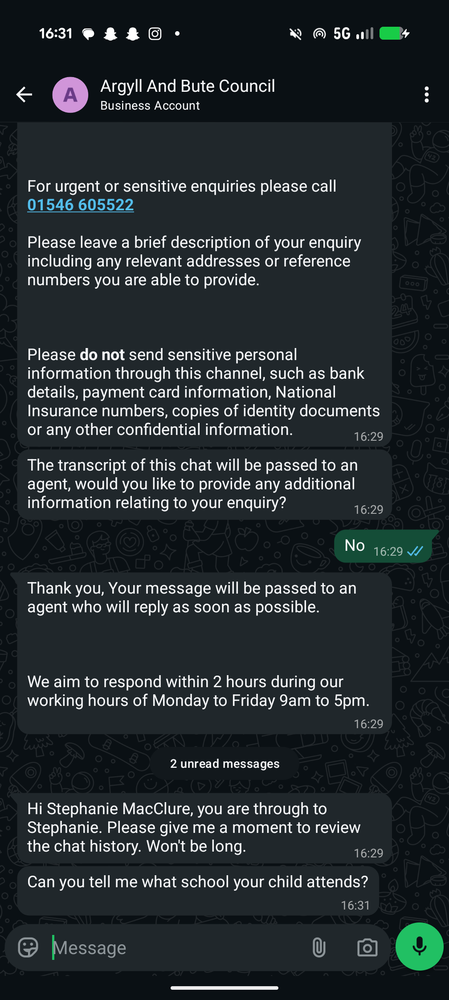 16:31
5G
A
Argyll And Bute Council
Business Account
For urgent or sensitive enquiries please call
01546 605522
Please leave a brief description of your enquiry
including any relevant addresses or reference
numbers you are able to provide.
Please do not send sensitive personal
information through this channel, such as bank
details, payment card information, National
Insurance numbers, copies of identity documents
or any other confidential information.
16:29
The transcript of this chat will be passed to an
agent, would you like to provide any additional
information relating to your enquiry?
16:29
No 16:29
Thank you, Your message will be passed to an
agent who will reply as soon as possible.
We aim to respond within 2 hours during our
working hours of Monday to Friday 9am to 5pm.
16:29
2 unread messages
Hi Stephanie MacClure, you are through to
Stephanie. Please give me a moment to review
the chat history. Won't be long.
16:29
Can you tell me what school your child attends?
16:31
Message